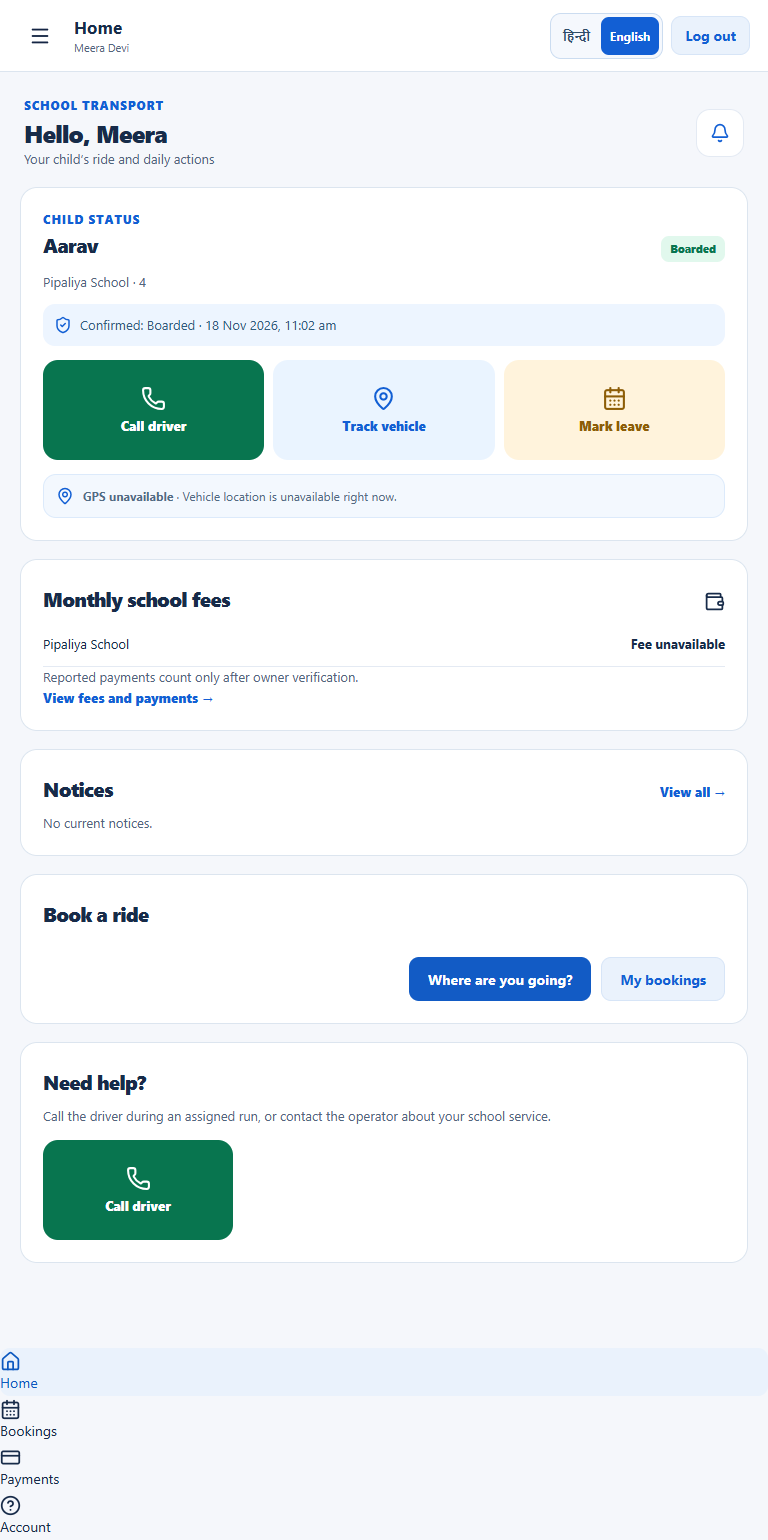 Home
Meera Devi
हिन्दी
English
Log out
SCHOOL TRANSPORT
Hello, Meera
Your child's ride and daily actions
CHILD STATUS
Aarav
Boarded
Pipaliya School · 4
Confirmed: Boarded · 18 Nov 2026, 11:02 am
Call driver
Track vehicle
Mark leave
GPS unavailable · Vehicle location is unavailable right now.
Monthly school fees
Pipaliya School
Fee unavailable
Reported payments count only after owner verification.
View fees and payments →
Notices
View all →
No current notices.
Book a ride
Where are you going?
My bookings
Need help?
Call the driver during an assigned run, or contact the operator about your school service.
Call driver
Home
Bookings
Payments
Account